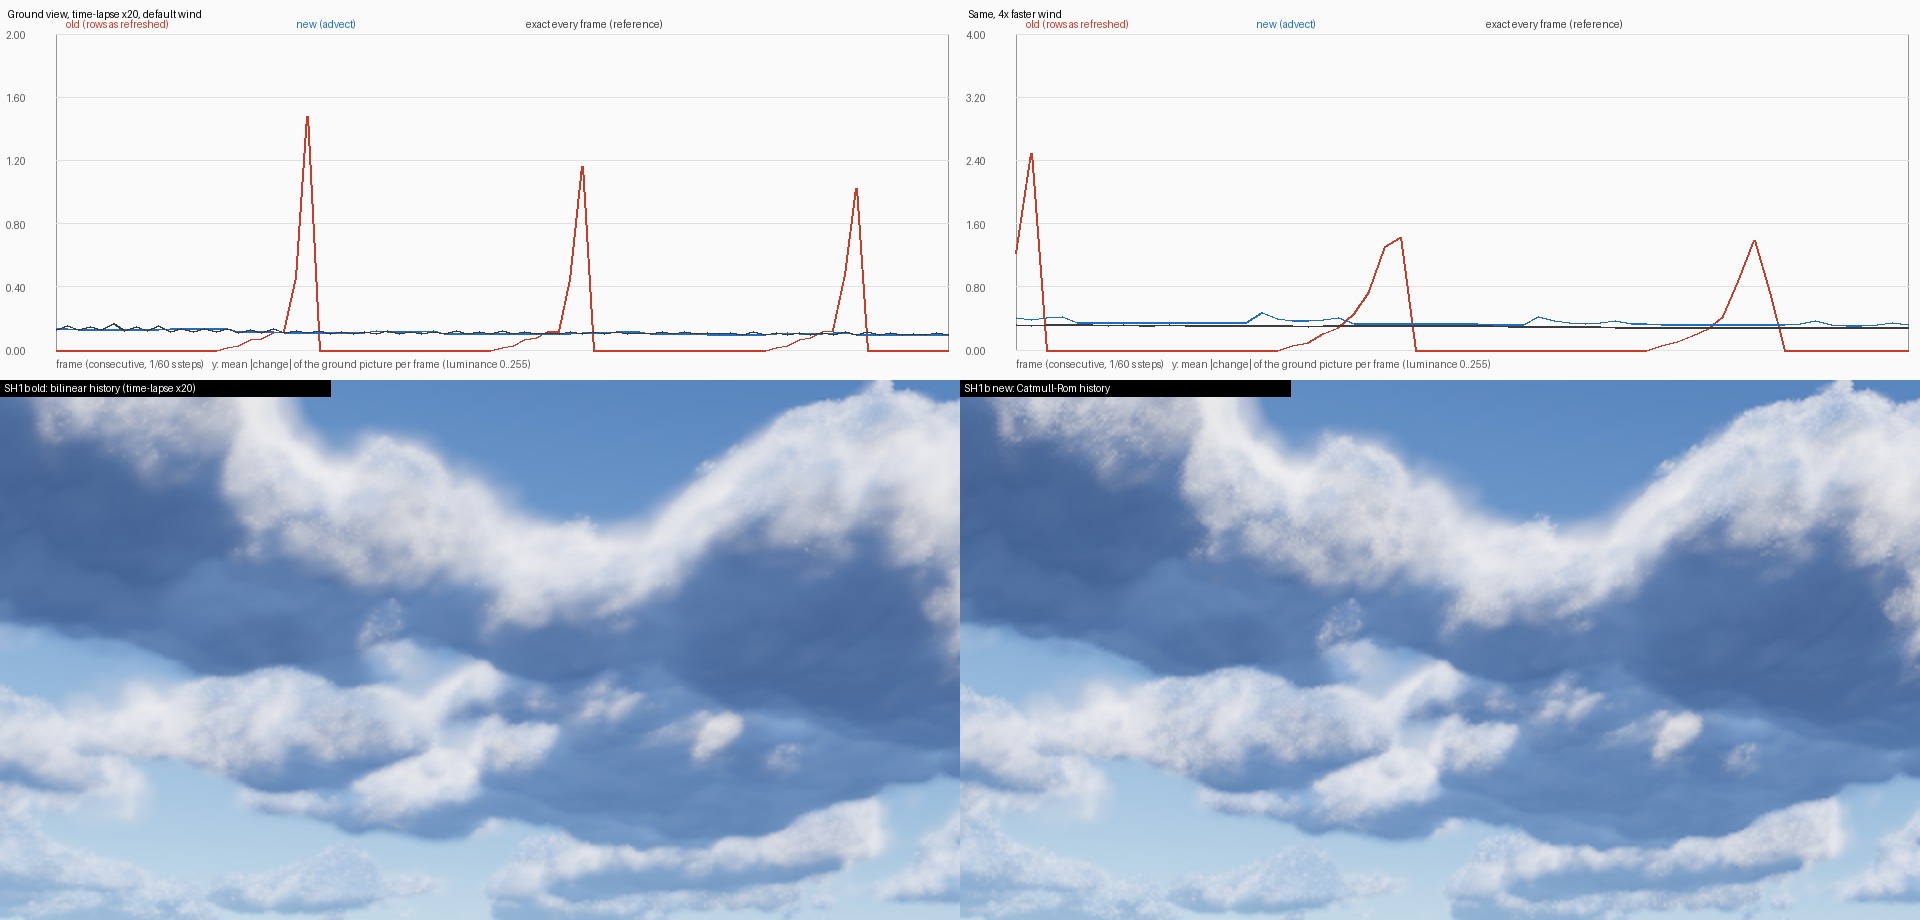 Ground view, time-lapse x20, default wind
old (rows as refreshed) new (advect) exact every frame (reference)
2.00
1.60
1.20
0.80
0.40
0.00
frame (consecutive, 1/60 s steps) y: mean |change| of the ground picture per frame (luminance 0..255)
Same, 4x faster wind
old (rows as refreshed) new (advect) exact every frame (reference)
4.00
3.20
2.40
1.60
0.80
0.00
frame (consecutive, 1/60 s steps) y: mean |change| of the ground picture per frame (luminance 0..255)
SH1b old: bilinear history (time-lapse x20)
SH1b new: Catmull-Rom history